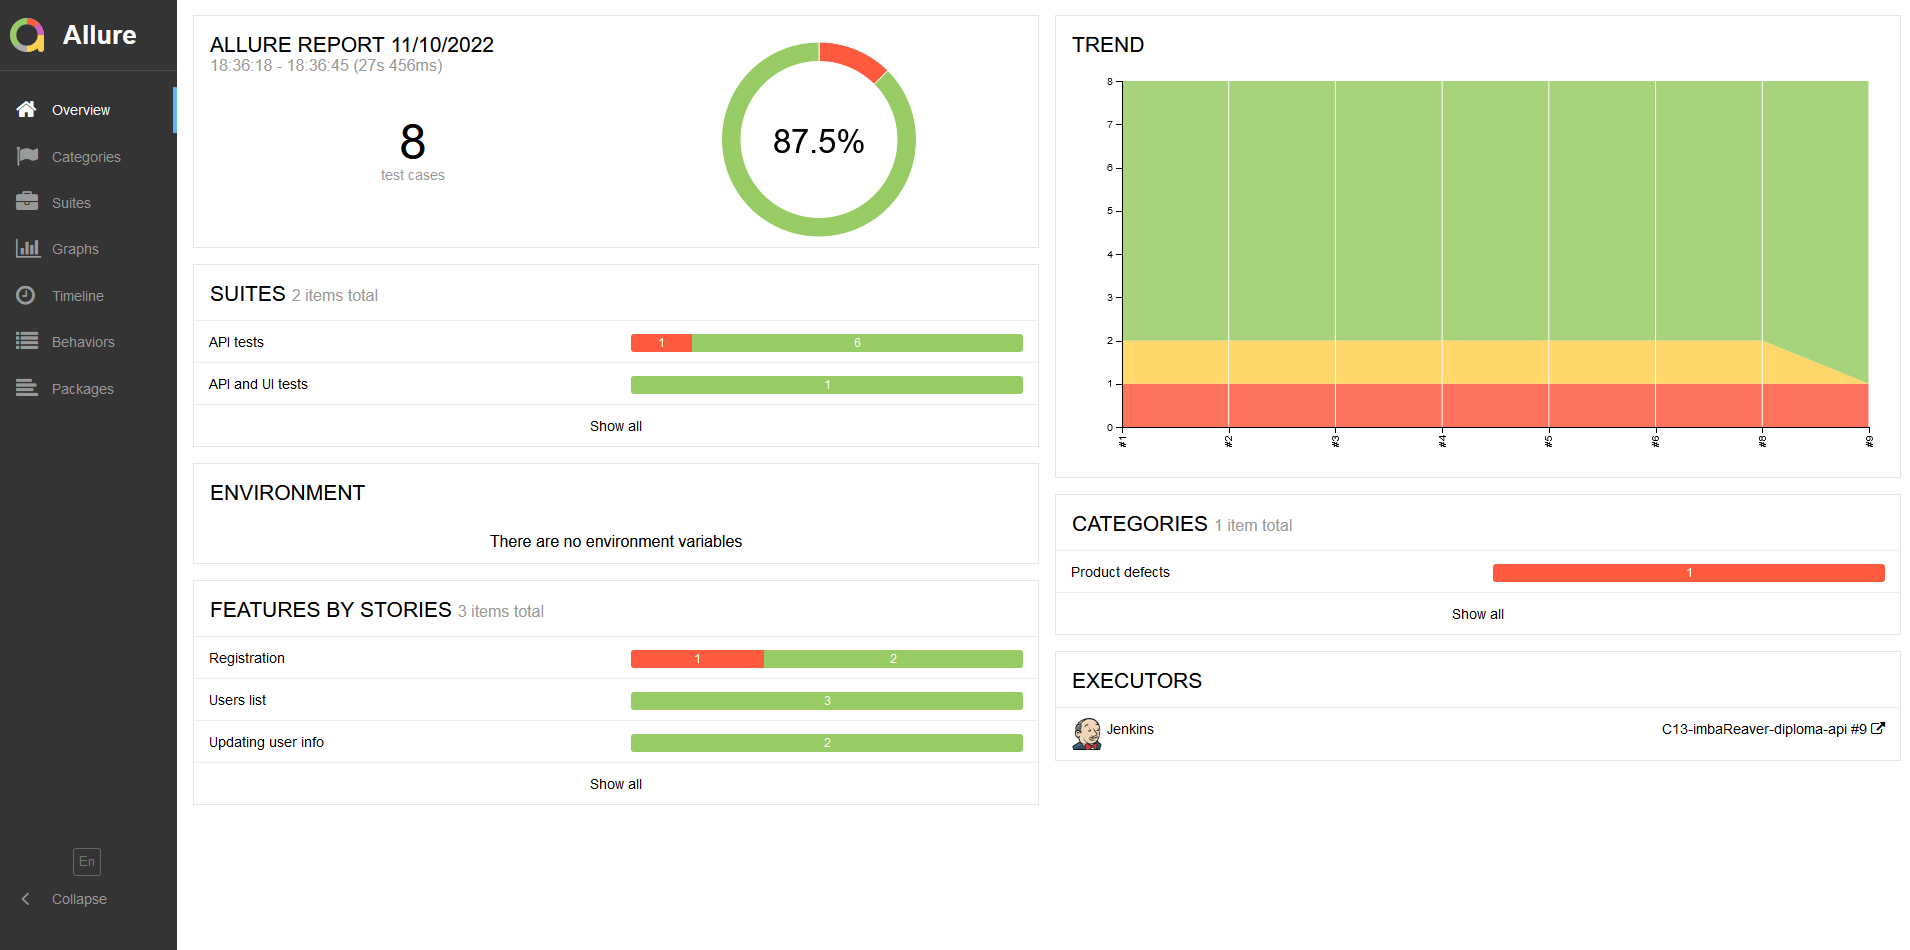 Allure
Overview
Categories
Suites
Graphs
Timeline
Behaviors
Packages
En
Collapse
ALLURE REPORT 11/10/2022
18:36:18 - 18:36:45 (27s 456ms)
8
test cases
87.5%
SUITES 2 items total
API tests 1 6
API and UI tests 1
Show all
ENVIRONMENT
There are no environment variables
FEATURES BY STORIES 3 items total
Registration 1 2
Users list 3
Updating user info 2
Show all
TREND
8
7
6
5
4
3
2
1
0
#1 #2 #3 #4 #5 #6 #8 #9
CATEGORIES 1 item total
Product defects 1
Show all
EXECUTORS
Jenkins C13-imbaReaver-diploma-api #9